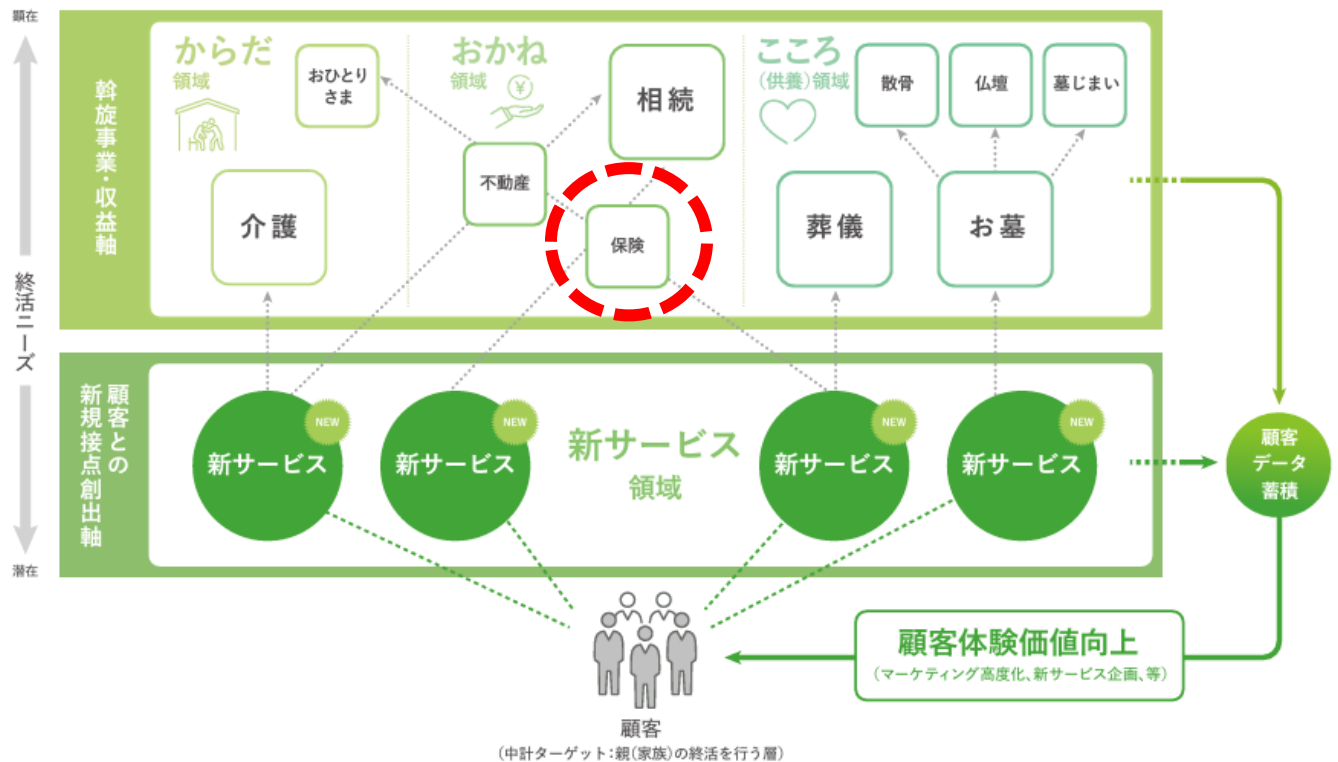 顕在
終活ニーズ
潜在
斡旋事業・収益軸
からだ
領域
おひとり
さま
介護
おかね
領域
¥
不動産
相続
保険
こころ
(供養)領域
散骨
仏壇
墓じまい
葬儀
お墓
顧客との
新規接点創出軸
新サービス
NEW
新サービス
NEW
新サービス
領域
新サービス
NEW
新サービス
NEW
顧客
データ
蓄積
顧客体験価値向上
(マーケティング高度化、新サービス企画、等)
顧客
(中計ターゲット:親(家族)の終活を行う層)